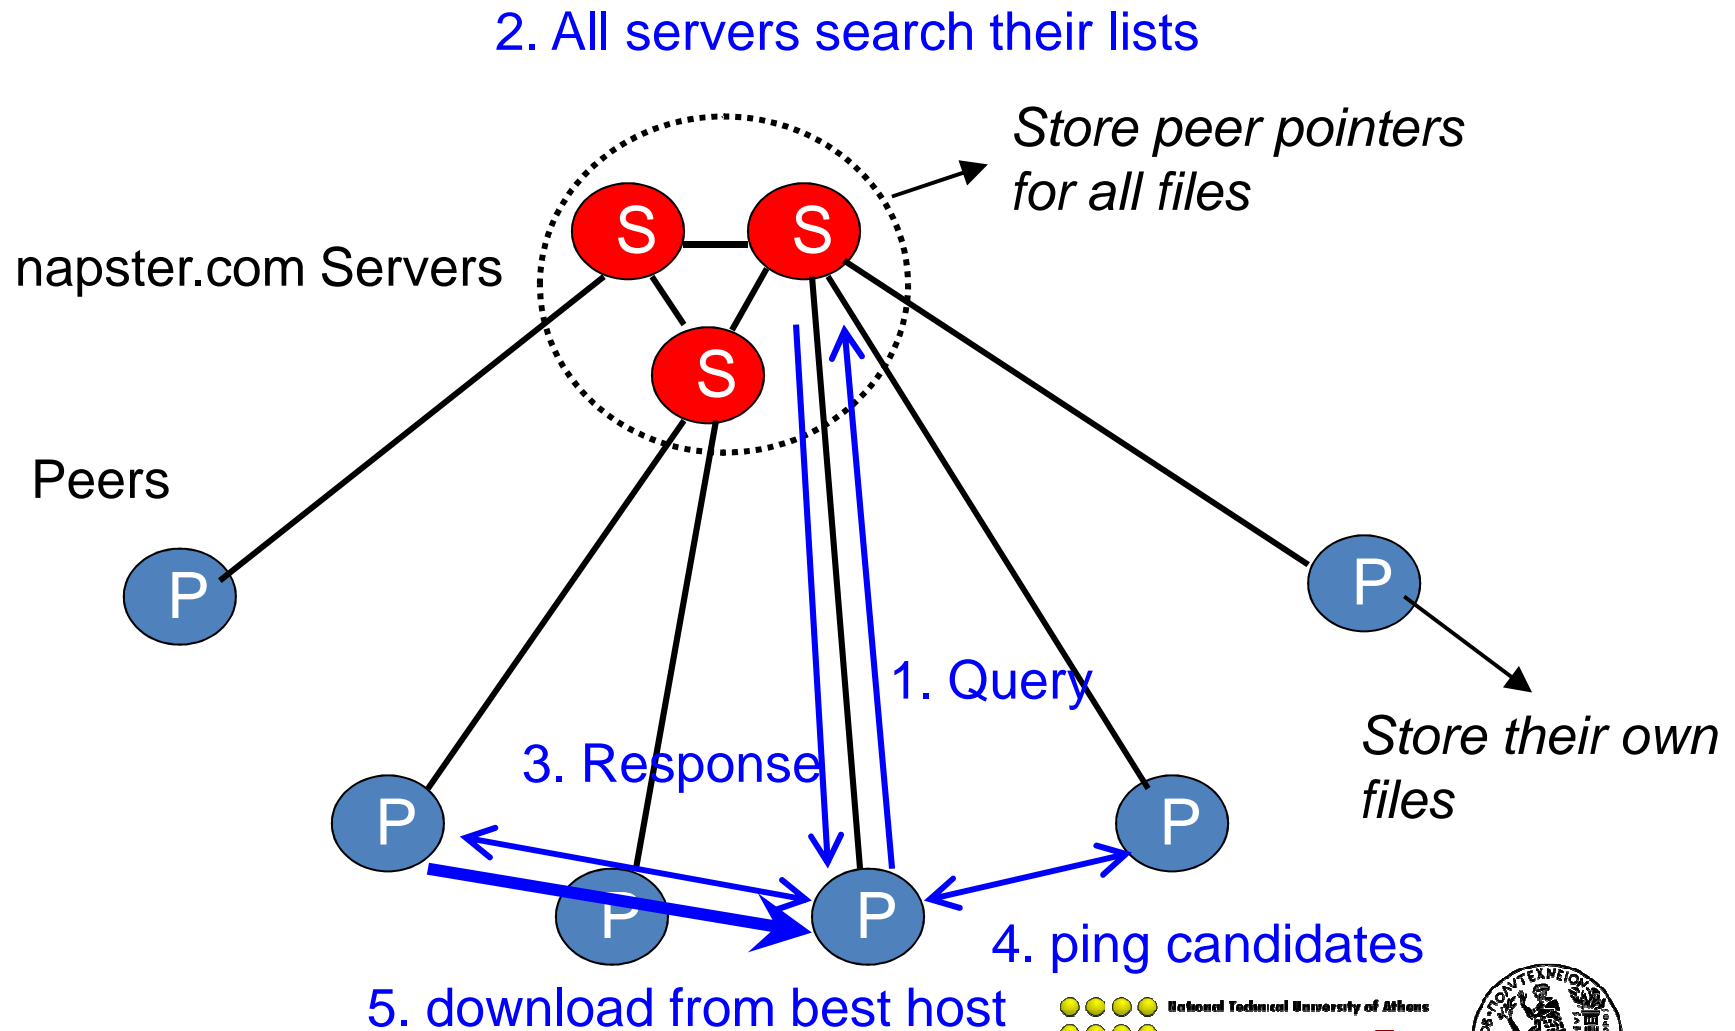 2. All servers search their lists
Store peer pointers
for all files
S
S
napster.com Servers
S
Peers
P
P
1. Query
Store their own
files
3. Response
P
P
P
P
4. ping candidates
5. download from best host
National Technical University of Athens